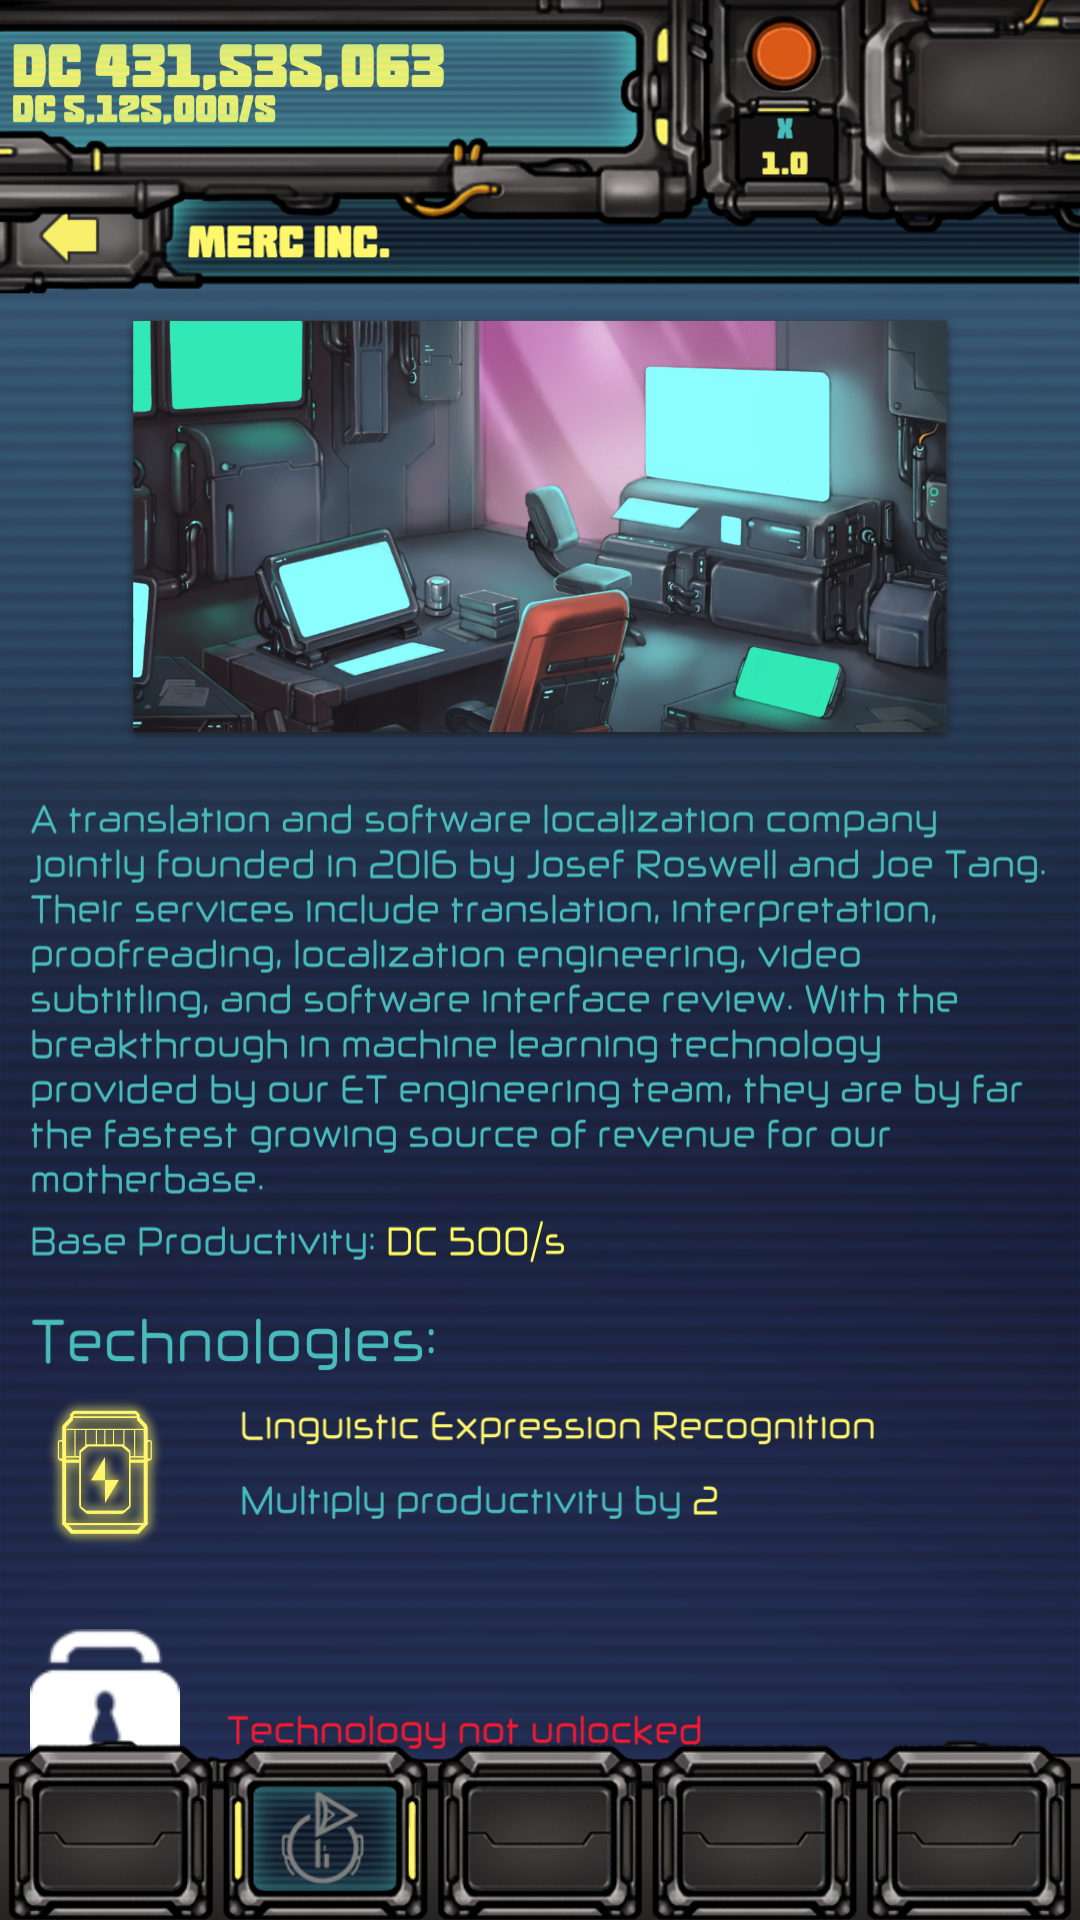 DC 431,535,063
DC 5,125,000/S
X
1.0
MERC INC.
A translation and software localization company
jointly founded in 2016 by Josef Roswell and Joe Tang.
Their services include translation, interpretation,
proofreading, localization engineering, video
subtitling, and software interface review. With the
breakthrough in machine learning technology
provided by our ET engineering team, they are by far
the fastest growing source of revenue for our
motherbase.
Base Productivity: DC 500/s
Technologies:
Linguistic Expression Recognition
Multiply productivity by 2
Technology not unlocked